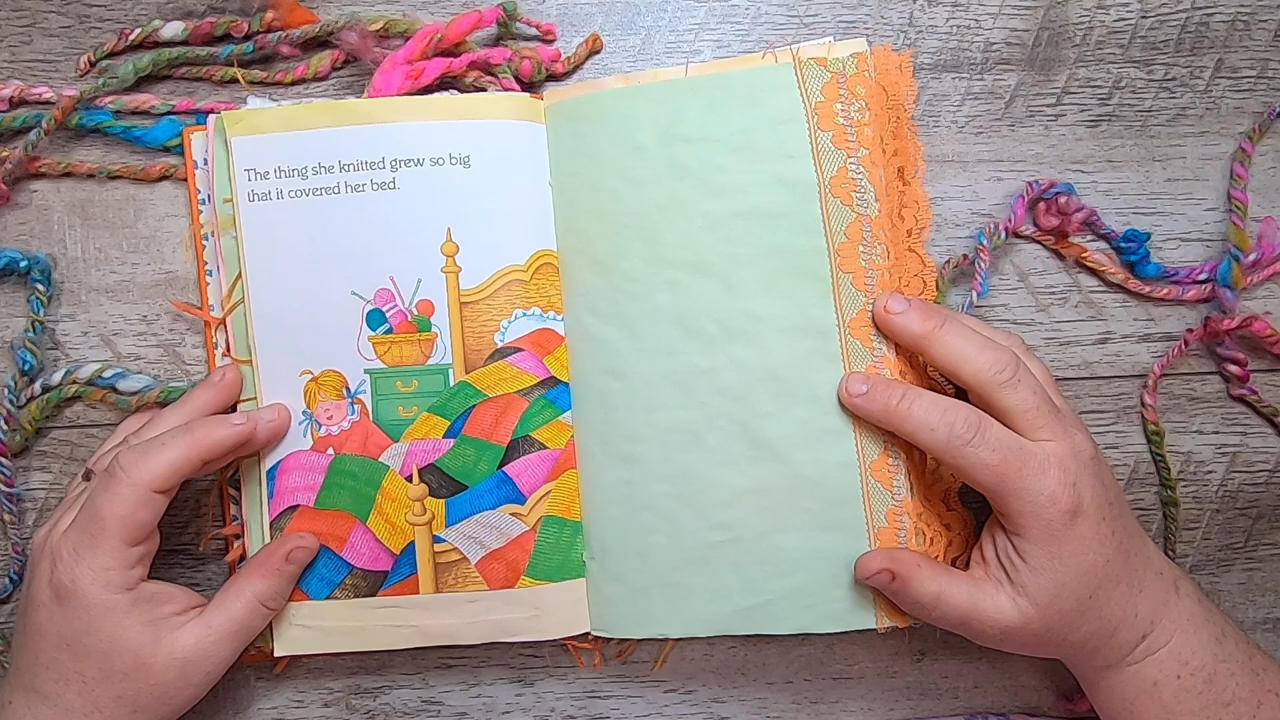 The thing she knitted grew so big
that it covered her bed.